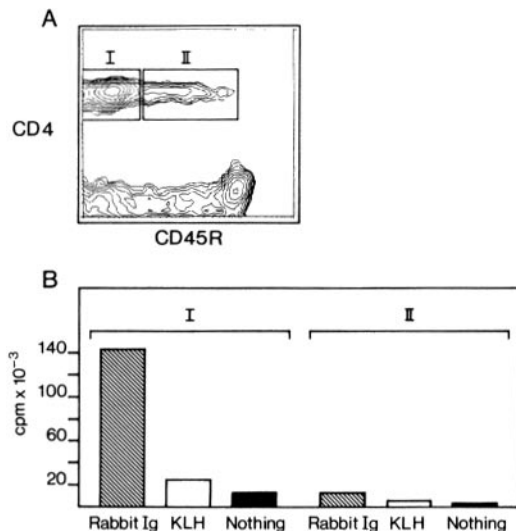 A
I II
CD4
CD45R
B
I II
cpm x 10⁻³
140
100
60
20
Rabbit Ig KLH Nothing Rabbit Ig KLH Nothing